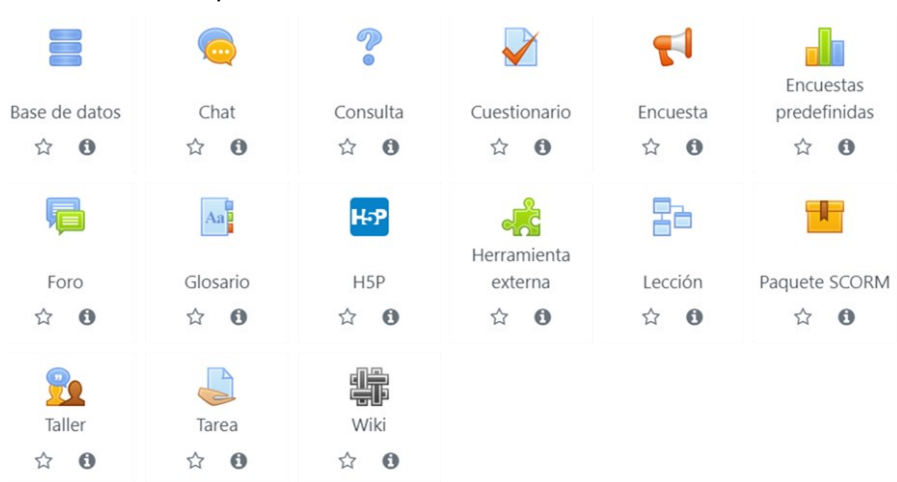 Base de datos
Chat
Consulta
Cuestionario
Encuesta
Encuestas
predefinidas
Foro
Aa
Glosario
H5P
H5P
Herramienta
externa
Lección
Paquete SCORM
Taller
Tarea
Wiki